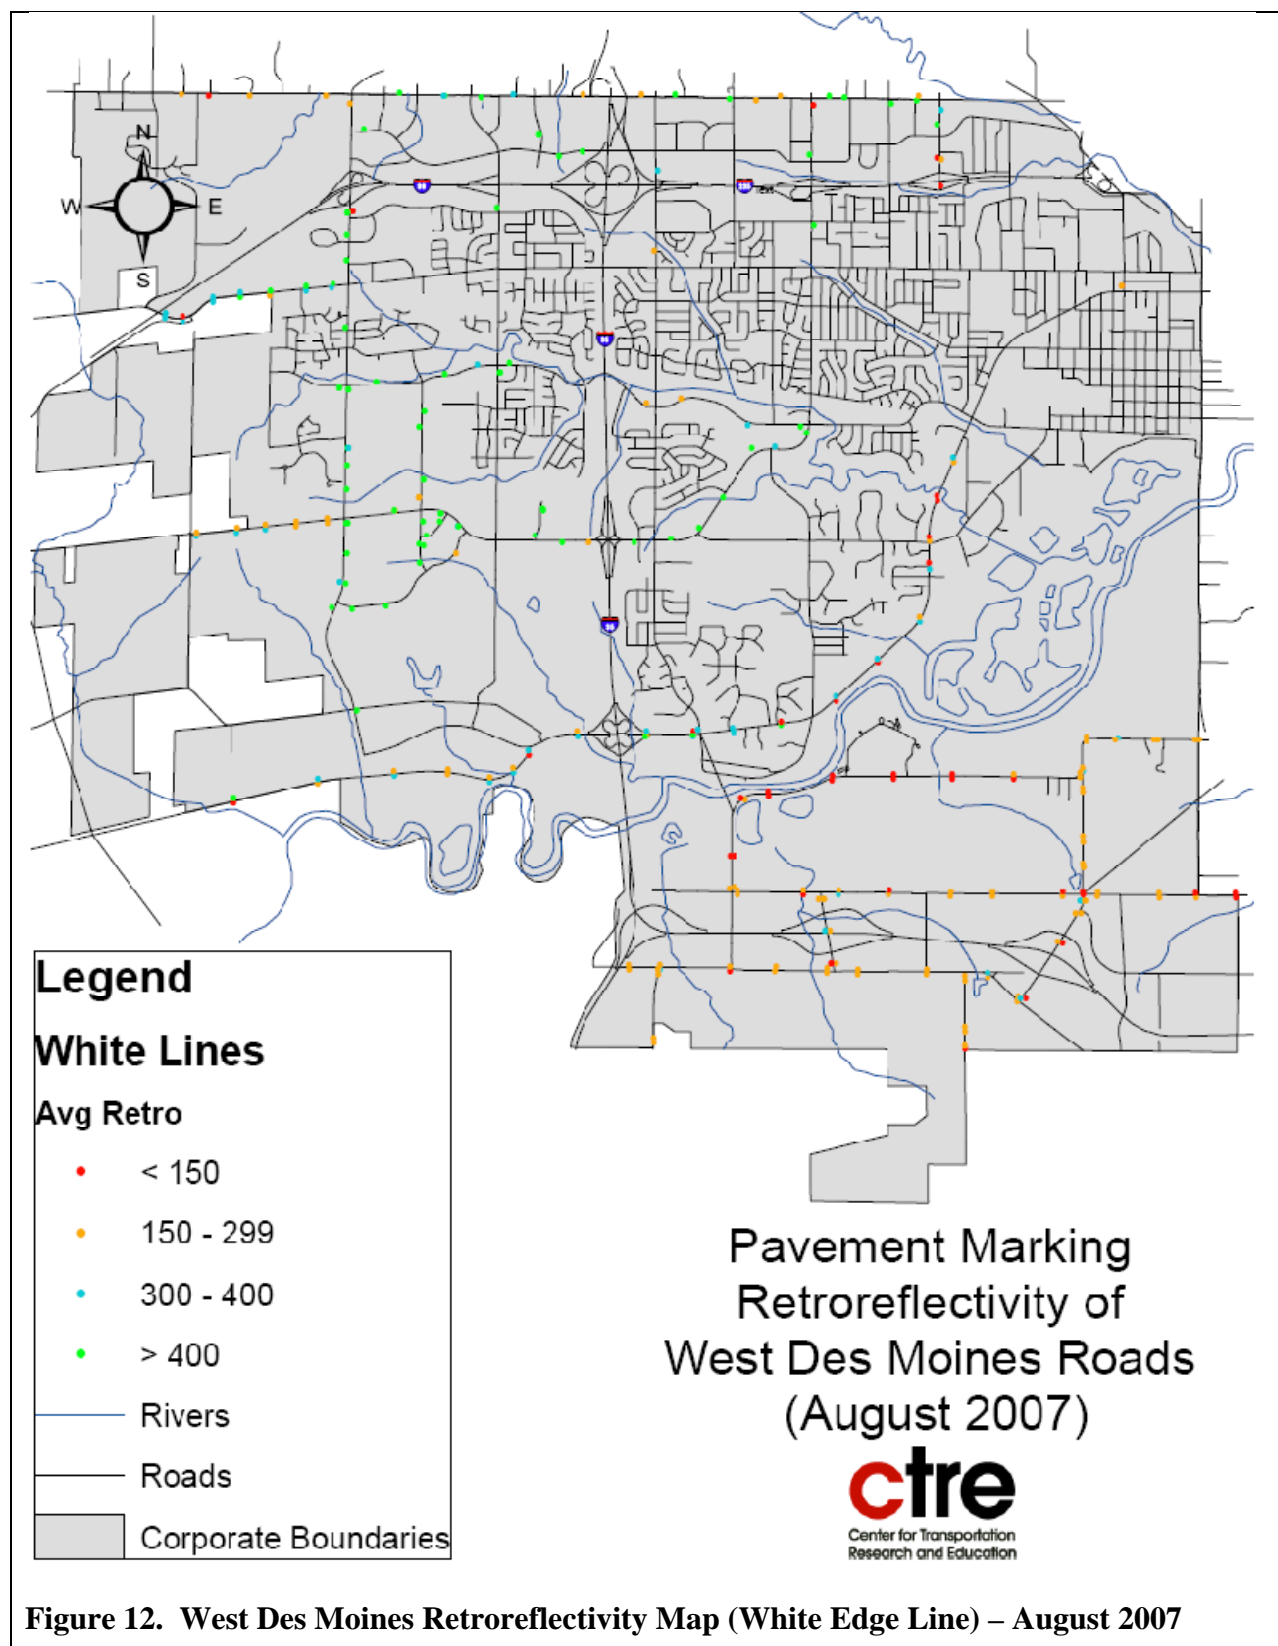 N
W
E
S
Legend
White Lines
Avg Retro
< 150
150 - 299
300 - 400
> 400
Rivers
Roads
Corporate Boundaries
Pavement Marking
Retroreflectivity of
West Des Moines Roads
(August 2007)
ctre
Center for Transportation
Research and Education
Figure 12. West Des Moines Retroreflectivity Map (White Edge Line) – August 2007